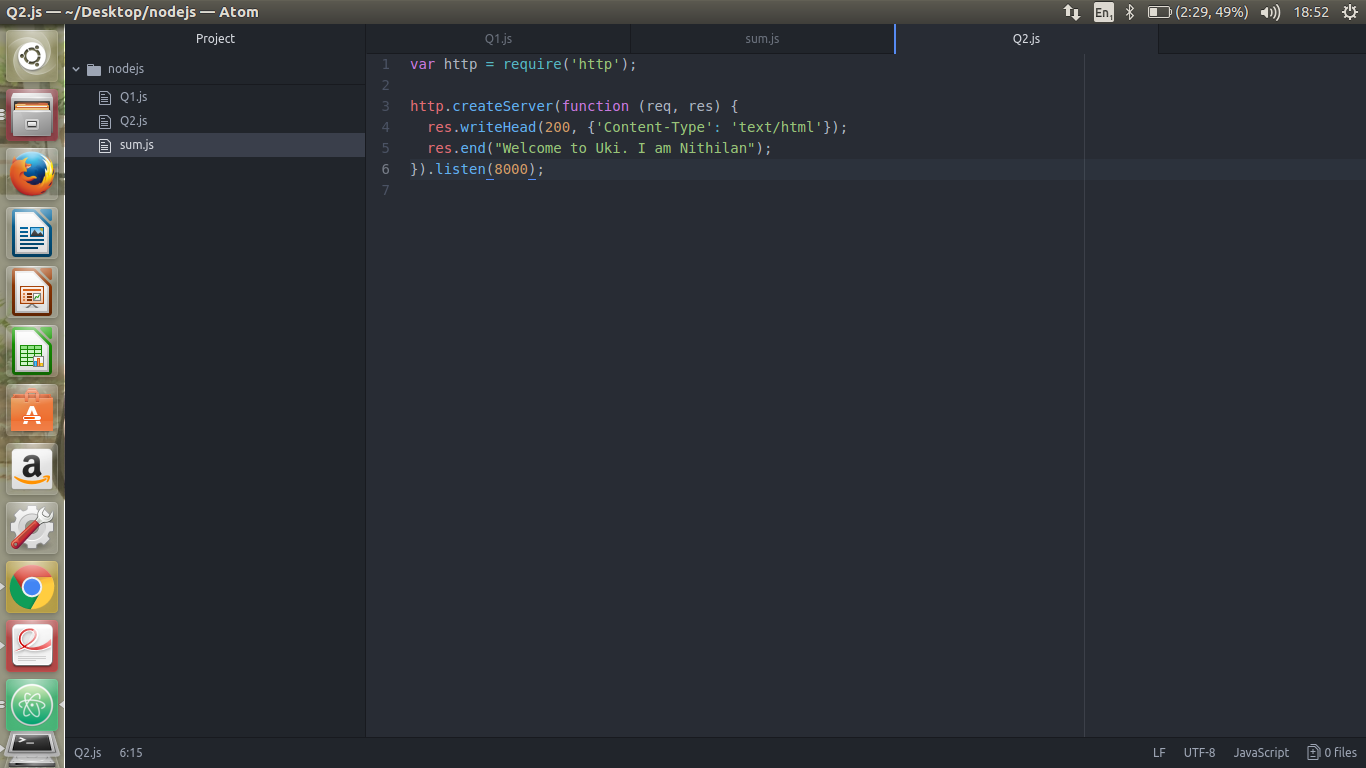 Q2.js — ~/Desktop/nodejs — Atom
En1 (2:29, 49%) 18:52
Project
Q1.js sum.js Q2.js
nodejs
Q1.js
Q2.js
sum.js
1 var http = require('http');
2
3 http.createServer(function (req, res) {
4 res.writeHead(200, {'Content-Type': 'text/html'});
5 res.end("Welcome to Uki. I am Nithilan");
6 }).listen(8000);
7
A
a
>_
Q2.js 6:15 LF UTF-8 JavaScript 0 files